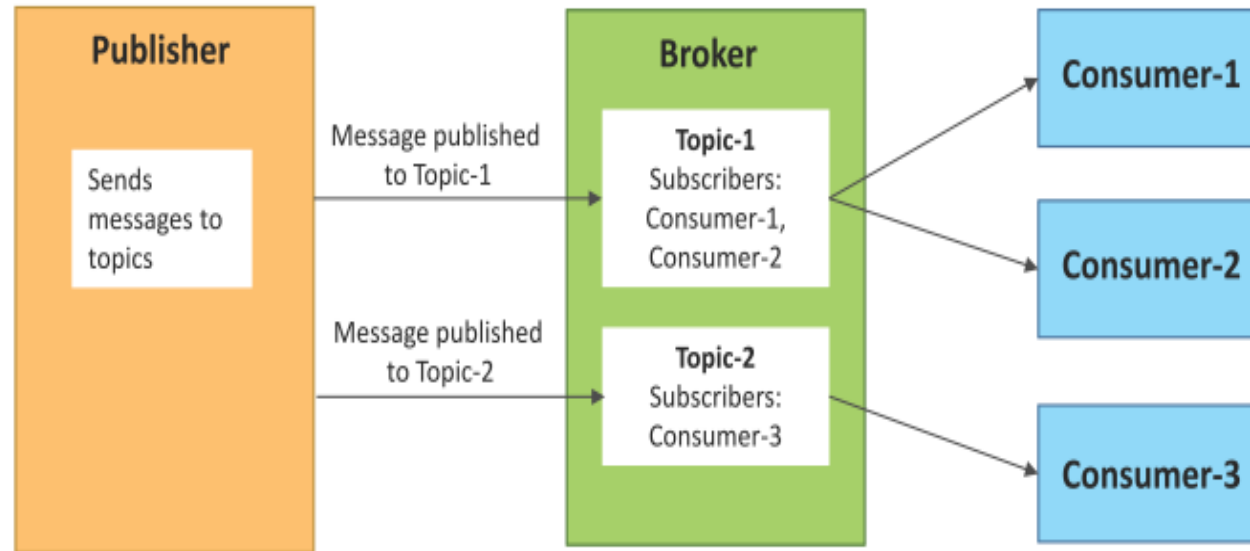 Publisher
Sends
messages to
topics
Message published
to Topic-1
Message published
to Topic-2
Broker
Topic-1
Subscribers:
Consumer-1,
Consumer-2
Topic-2
Subscribers:
Consumer-3
Consumer-1
Consumer-2
Consumer-3